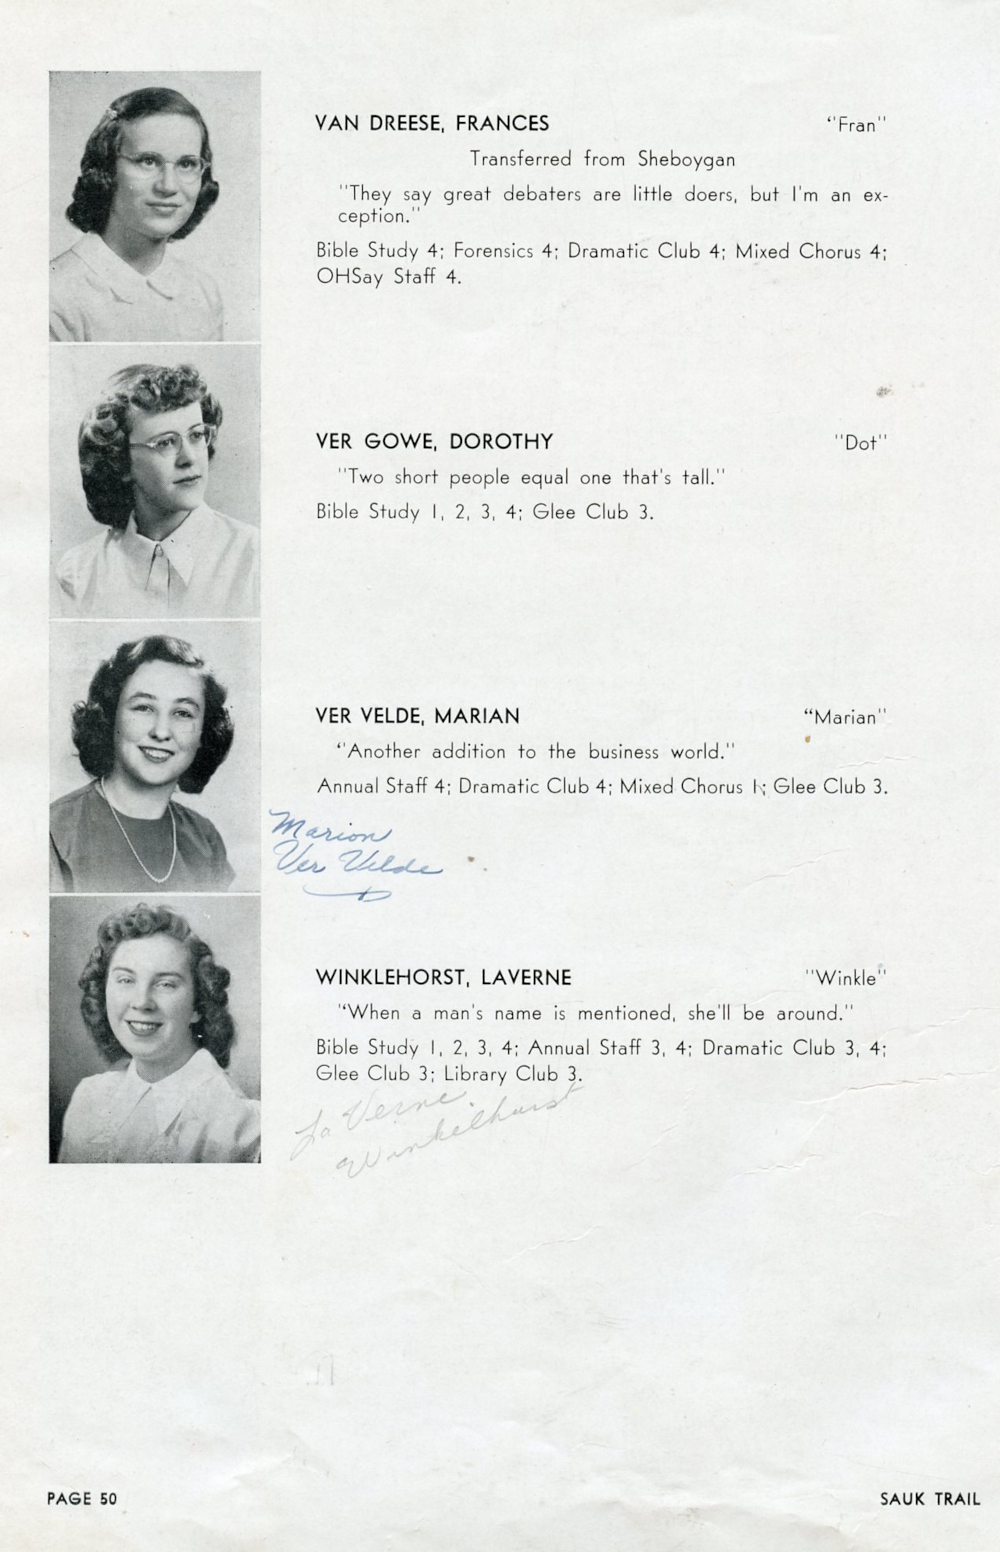 VAN DREESE, FRANCES "Fran"
Transferred from Sheboygan
"They say great debaters are little doers, but I'm an ex-
ception."
Bible Study 4; Forensics 4; Dramatic Club 4; Mixed Chorus 4;
OHSay Staff 4.
VER GOWE, DOROTHY "Dot"
"Two short people equal one that's tall."
Bible Study 1, 2, 3, 4; Glee Club 3.
VER VELDE, MARIAN "Marian"
"Another addition to the business world."
Annual Staff 4; Dramatic Club 4; Mixed Chorus 1; Glee Club 3.
Marion
Ver Velde
WINKLEHORST, LAVERNE "Winkle"
"When a man's name is mentioned, she'll be around."
Bible Study 1, 2, 3, 4; Annual Staff 3, 4; Dramatic Club 3, 4;
Glee Club 3; Library Club 3.
La Verne
Winkelhorst
PAGE 50 SAUK TRAIL